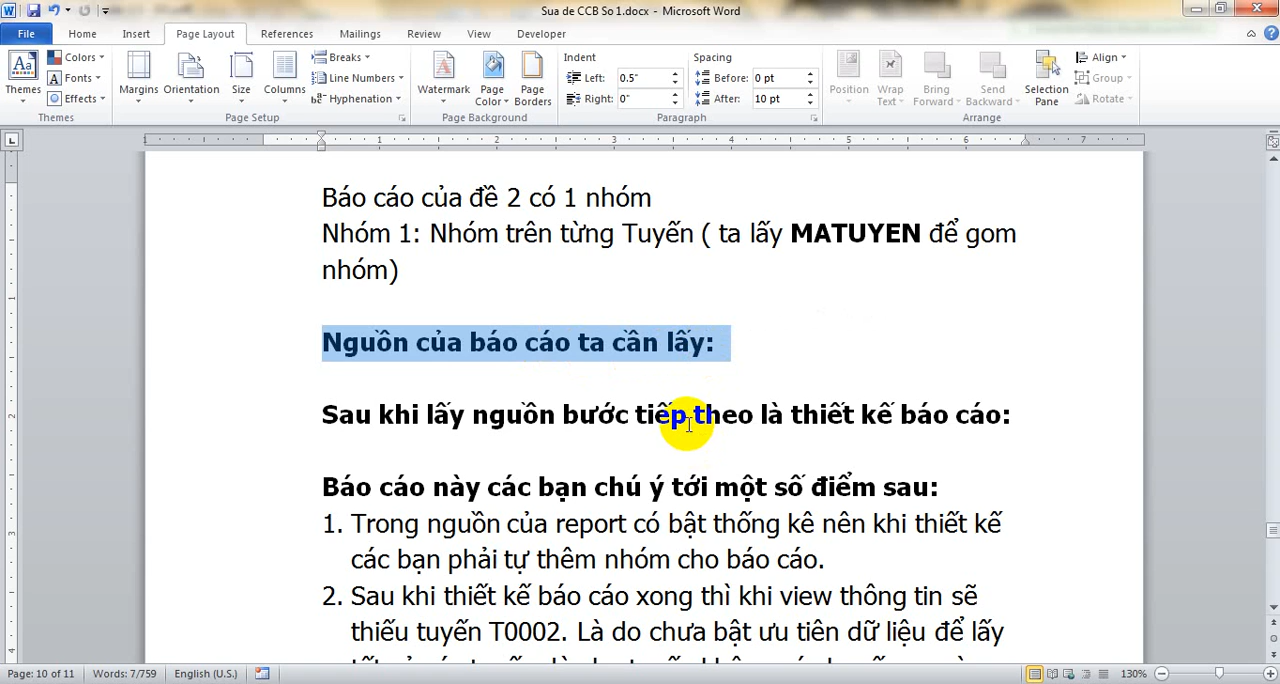 Sua de CCB So 1.docx - Microsoft Word
File Home Insert Page Layout References Mailings Review View Developer
Themes
Colors
Fonts
Effects
Themes
Margins Orientation Size Columns
Breaks
Line Numbers
Hyphenation
Page Setup
Watermark Page Color Page Borders
Page Background
Indent
Left: 0.5"
Right: 0"
Spacing
Before: 0 pt
After: 10 pt
Paragraph
Position Wrap Text Bring Forward Send Backward Selection Pane
Align
Group
Rotate
Arrange
1 1 2 3 4 5 6 7
Báo cáo của đề 2 có 1 nhóm
Nhóm 1: Nhóm trên từng Tuyến ( ta lấy MATUYEN để gom
nhóm)
Nguồn của báo cáo ta cần lấy:
Sau khi lấy nguồn bước tiếp theo là thiết kế báo cáo:
Báo cáo này các bạn chú ý tới một số điểm sau:
1. Trong nguồn của report có bật thống kê nên khi thiết kế
các bạn phải tự thêm nhóm cho báo cáo.
2. Sau khi thiết kế báo cáo xong thì khi view thông tin sẽ
thiếu tuyến T0002. Là do chưa bật ưu tiên dữ liệu để lấy
Page: 10 of 11 Words: 7/759 English (U.S.) 130%